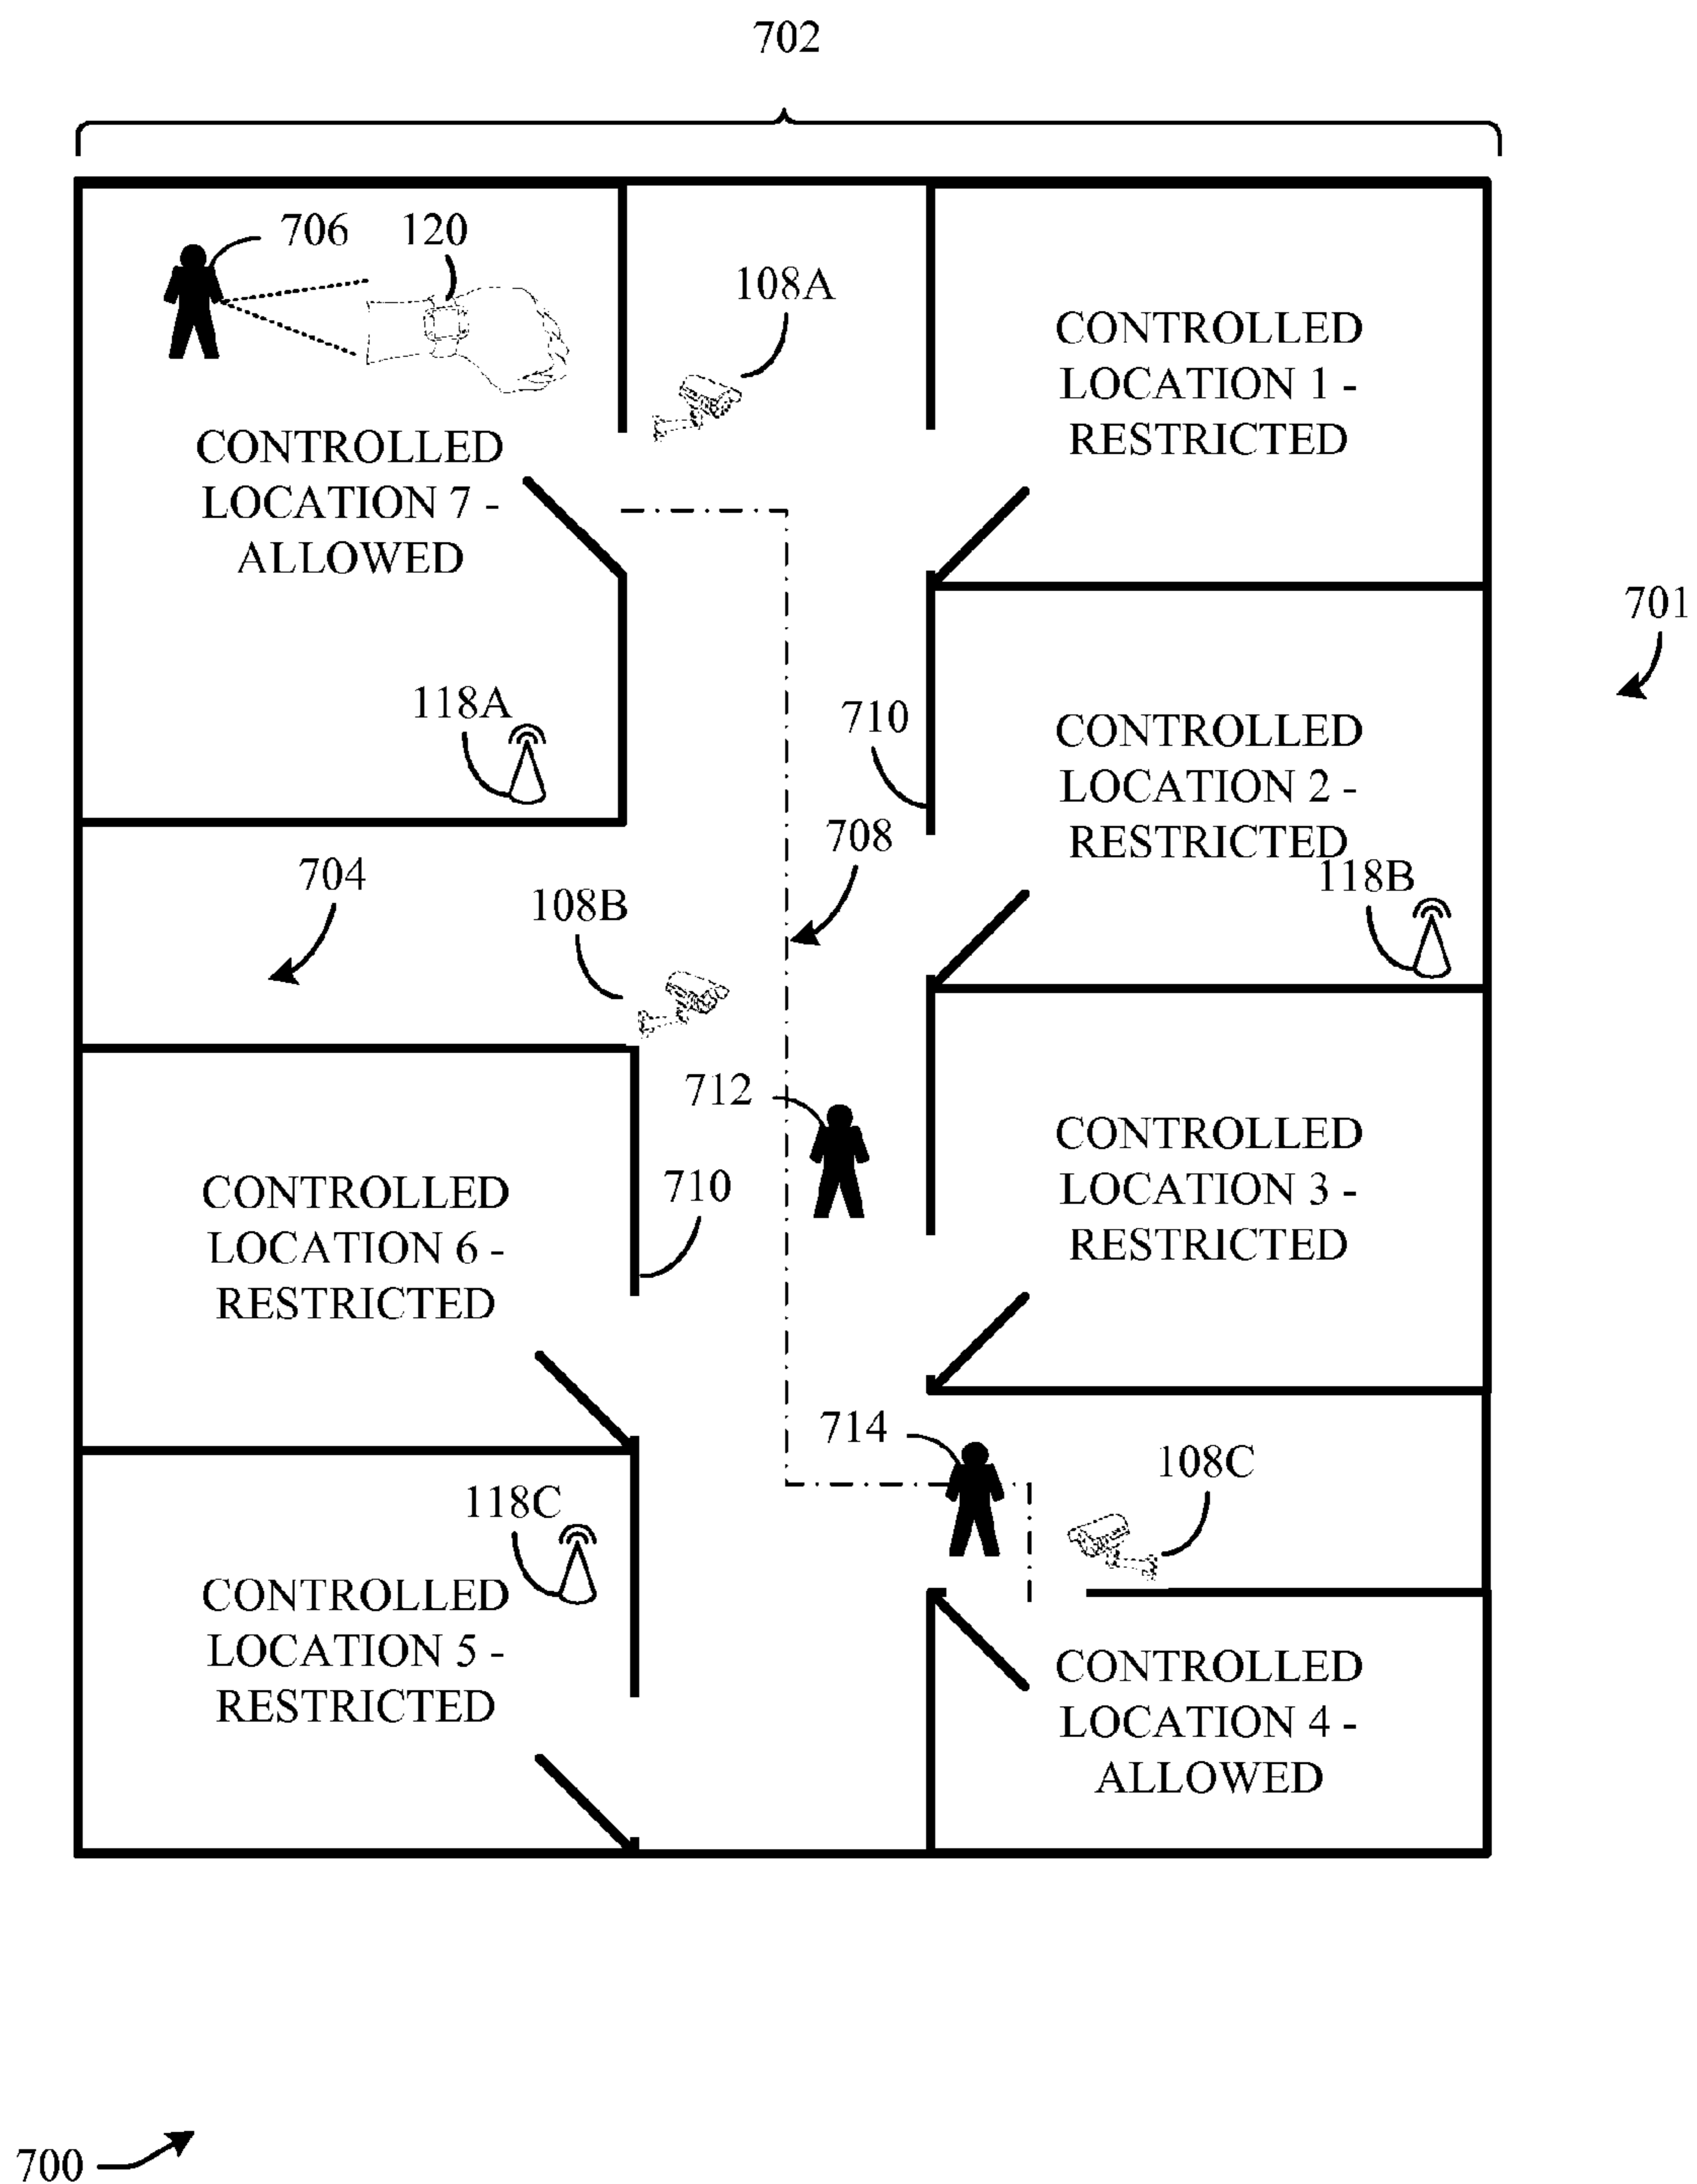 702
706
120
108A
CONTROLLED
LOCATION 1 -
RESTRICTED
CONTROLLED
LOCATION 7 -
ALLOWED
701
118A
710
CONTROLLED
LOCATION 2 -
RESTRICTED
708
704
108B
118B
712
CONTROLLED
LOCATION 3 -
RESTRICTED
710
CONTROLLED
LOCATION 6 -
RESTRICTED
714
108C
118C
CONTROLLED
LOCATION 5 -
RESTRICTED
CONTROLLED
LOCATION 4 -
ALLOWED
700